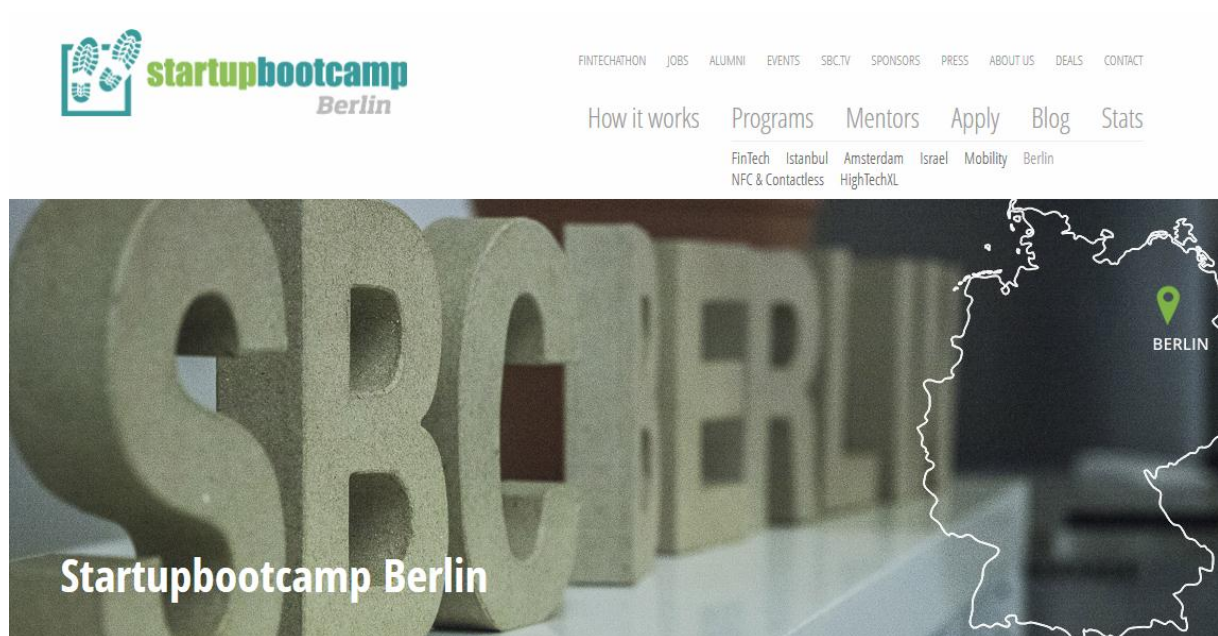 startupbootcamp
Berlin
FINTECHATHON JOBS ALUMNI EVENTS SBC.TV SPONSORS PRESS ABOUT US DEALS CONTACT
How it works Programs Mentors Apply Blog Stats
FinTech Istanbul Amsterdam Israel Mobility Berlin
NFC & Contactless HighTechXL
SBCBERLIN
BERLIN
Startupbootcamp Berlin